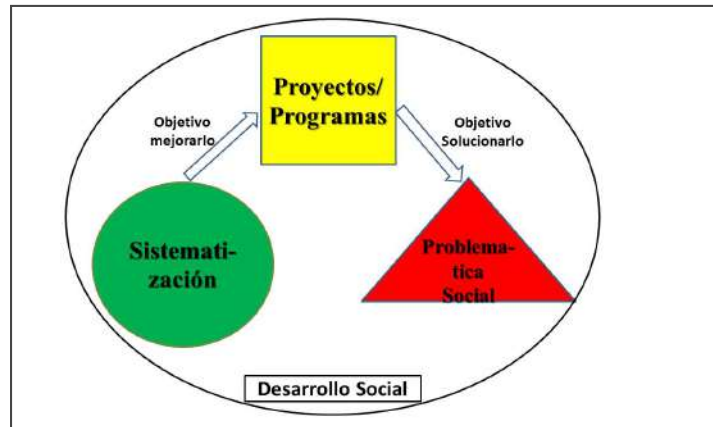 Proyectos/
Programas
Objetivo
mejorarlo
Objetivo
Solucionarlo
Sistemati-
zación
Problema-
tica
Social
Desarrollo Social